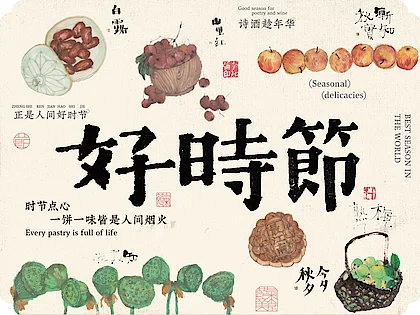 白露
山里红
Good season for
poetry and wine
诗酒趁年华
(Seasonal)
(delicacies)
ZHENG SHI REN JIAN HAO SHI JIE
正是人间好时节
BEST SEASON IN
THE WORLD
好時節
时节点心
一饼一味皆是人间烟火
Every pastry is full of life
今夕
秋夕